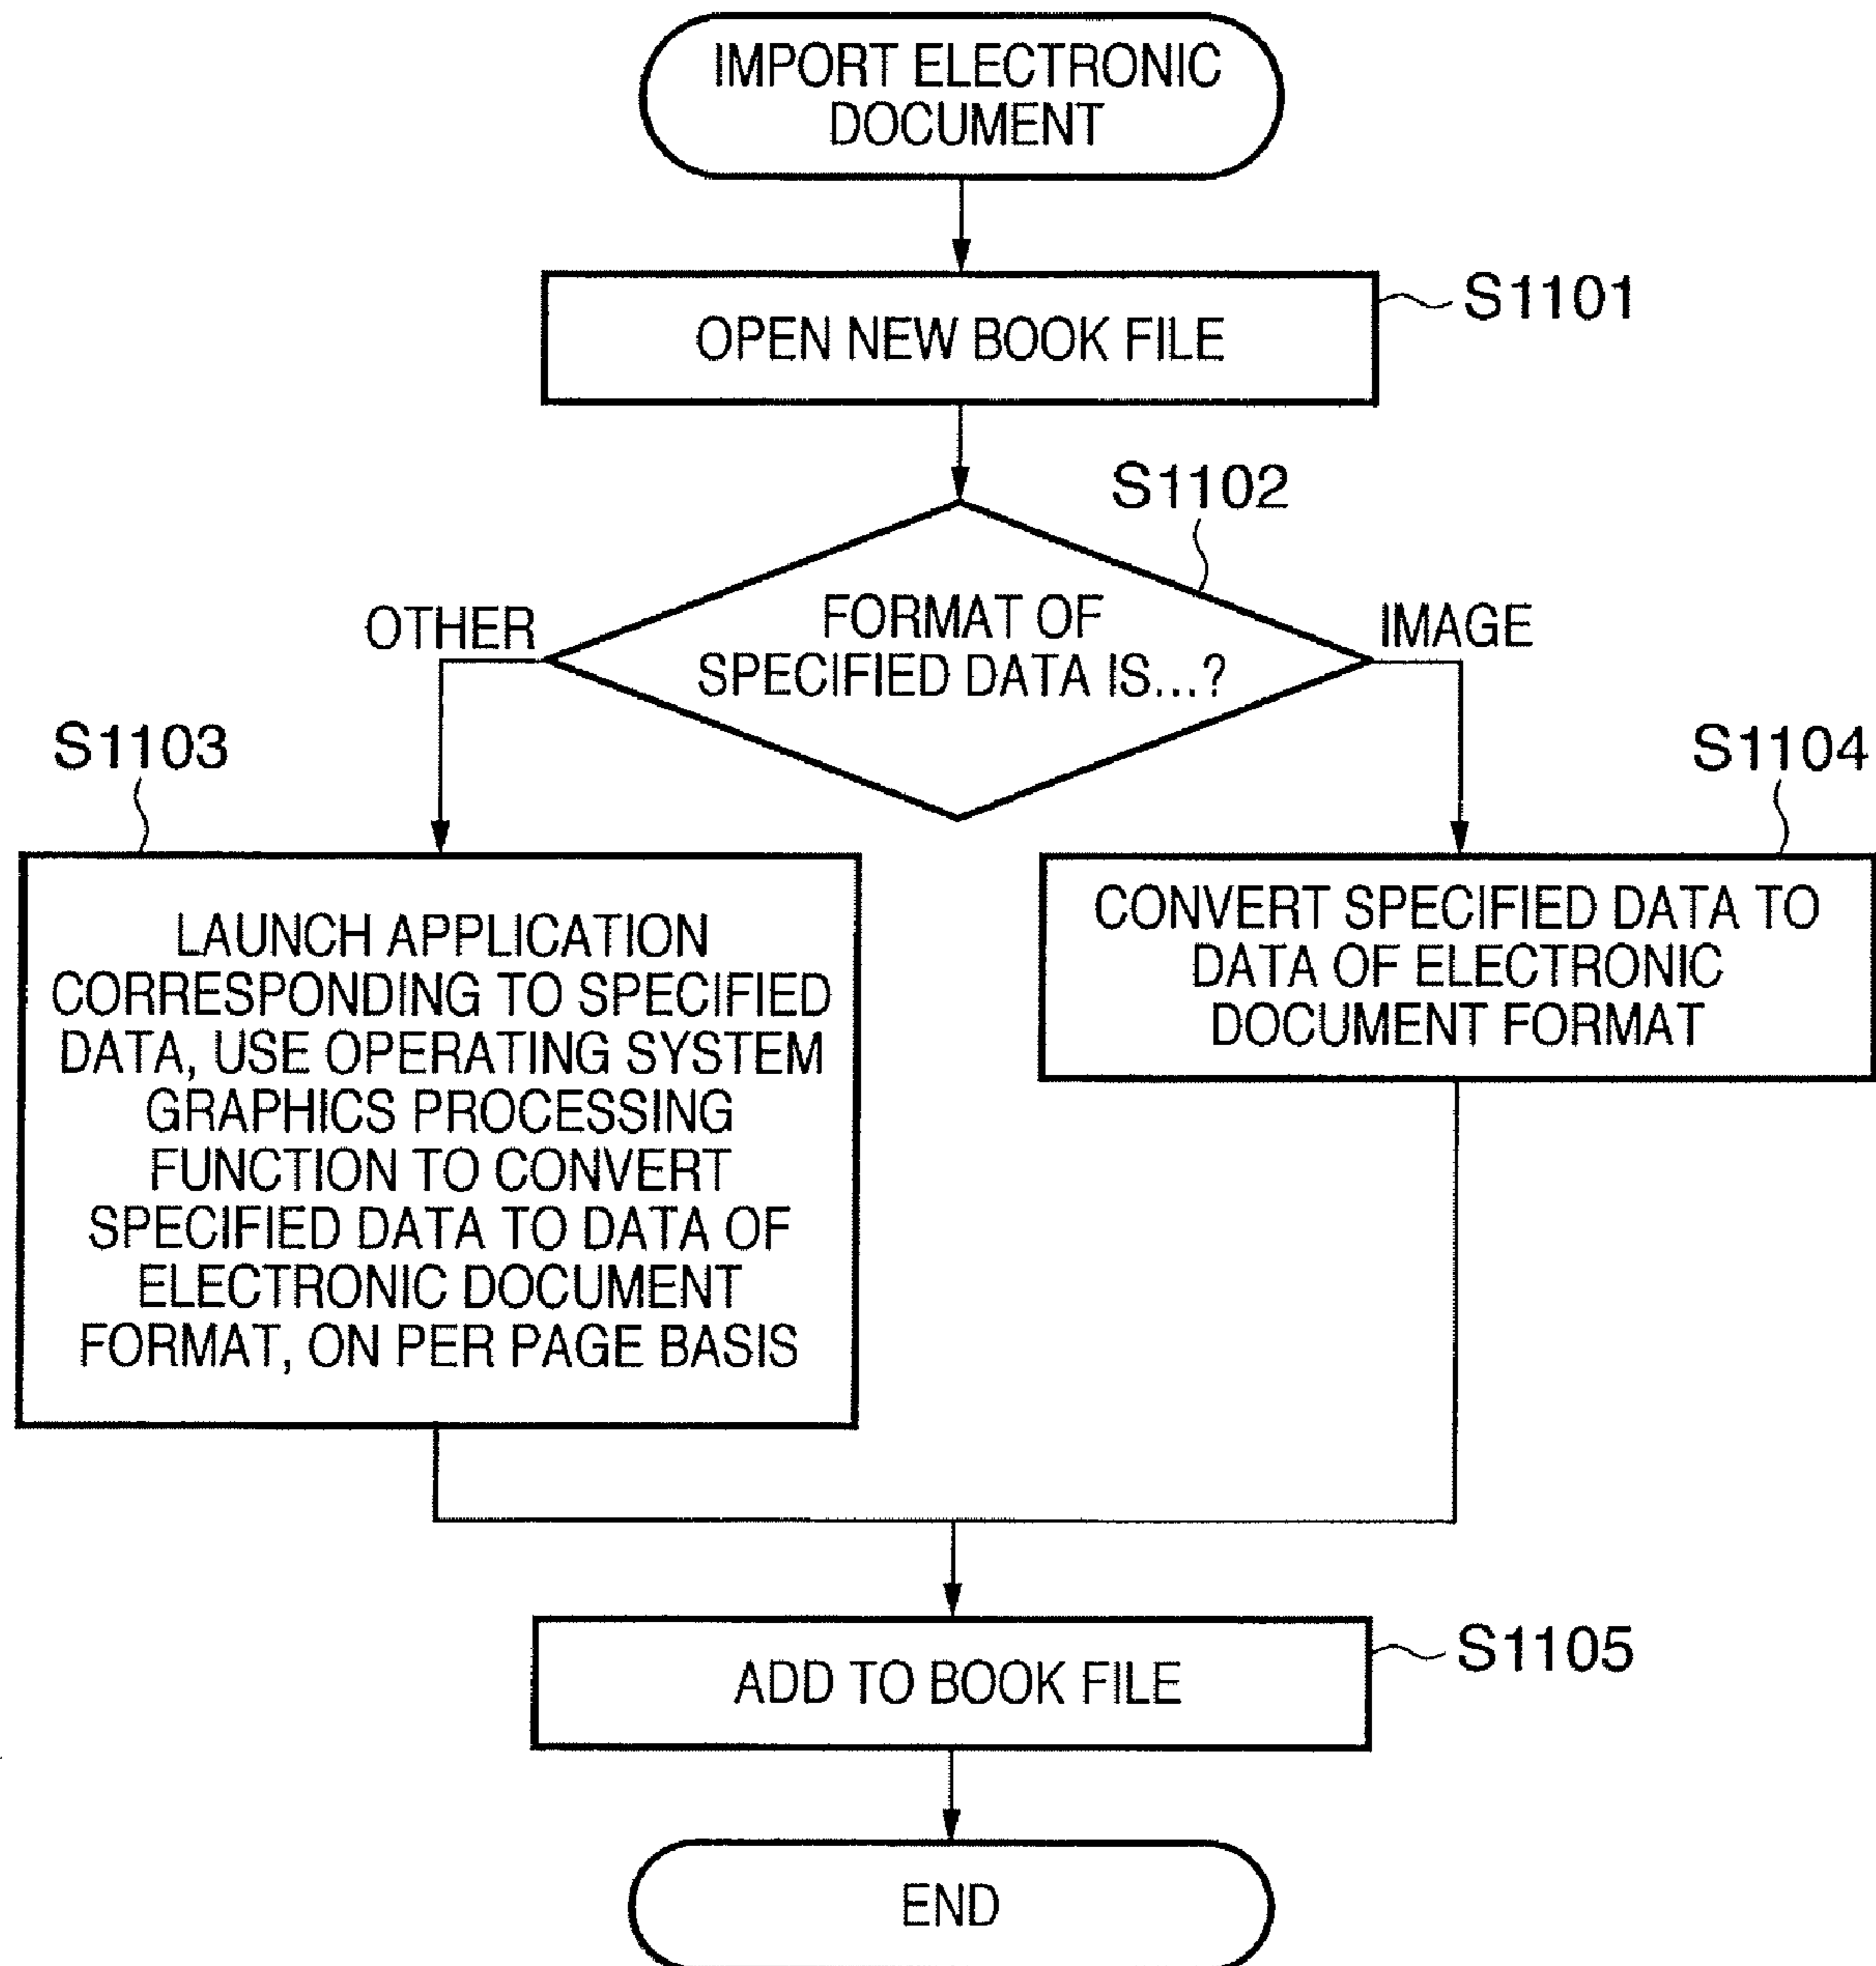 IMPORT ELECTRONIC
DOCUMENT
S1101
OPEN NEW BOOK FILE
S1102
FORMAT OF
SPECIFIED DATA IS...?
OTHER
IMAGE
S1103
LAUNCH APPLICATION
CORRESPONDING TO SPECIFIED
DATA, USE OPERATING SYSTEM
GRAPHICS PROCESSING
FUNCTION TO CONVERT
SPECIFIED DATA TO DATA OF
ELECTRONIC DOCUMENT
FORMAT, ON PER PAGE BASIS
S1104
CONVERT SPECIFIED DATA TO
DATA OF ELECTRONIC
DOCUMENT FORMAT
S1105
ADD TO BOOK FILE
END